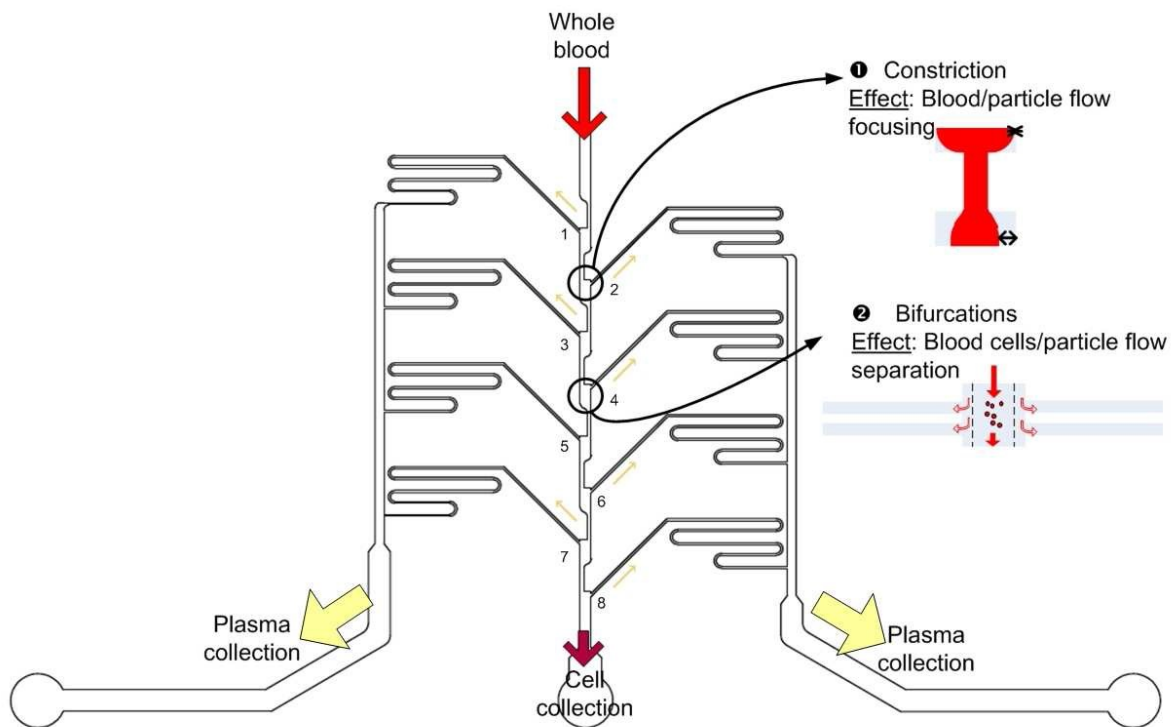 Whole
blood
❶ Constriction
Effect: Blood/particle flow
focusing
1
2
❷ Bifurcations
Effect: Blood cells/particle flow
separation
3
4
5
6
7
8
Plasma
collection
Cell
collection
Plasma
collection